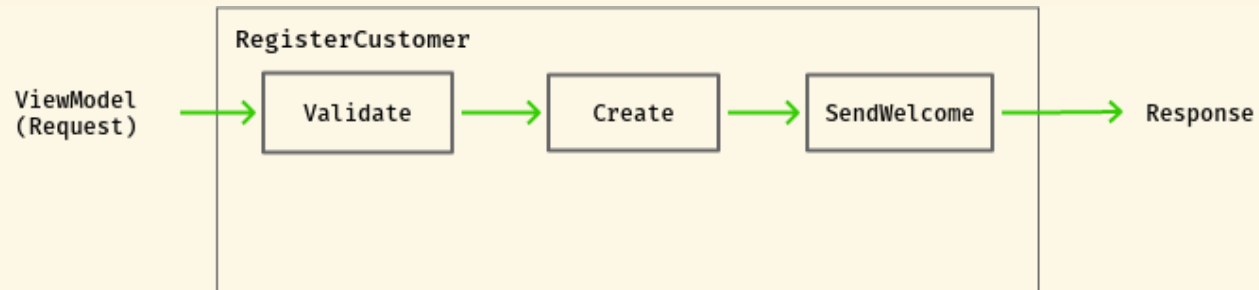 RegisterCustomer
ViewModel
(Request)
Validate
Create
SendWelcome
Response